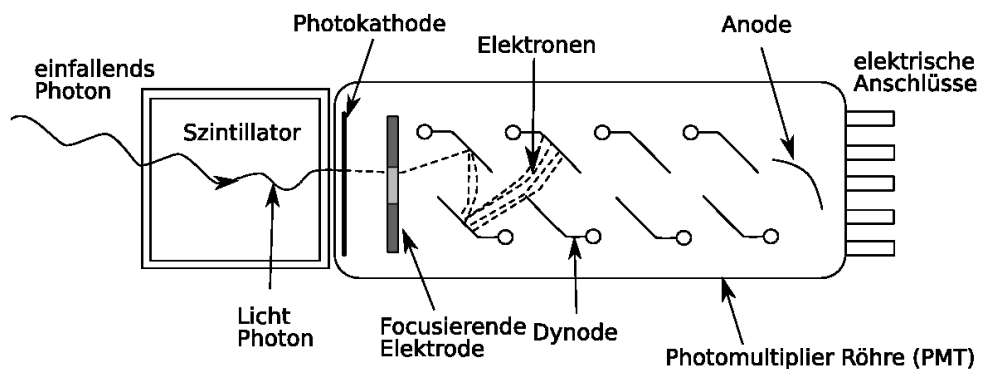 Photokathode
Anode
Elektronen
einfallends
Photon
elektrische
Anschlüsse
Szintillator
Licht
Photon
Focusierende
Elektrode
Dynode
Photomultiplier Röhre (PMT)